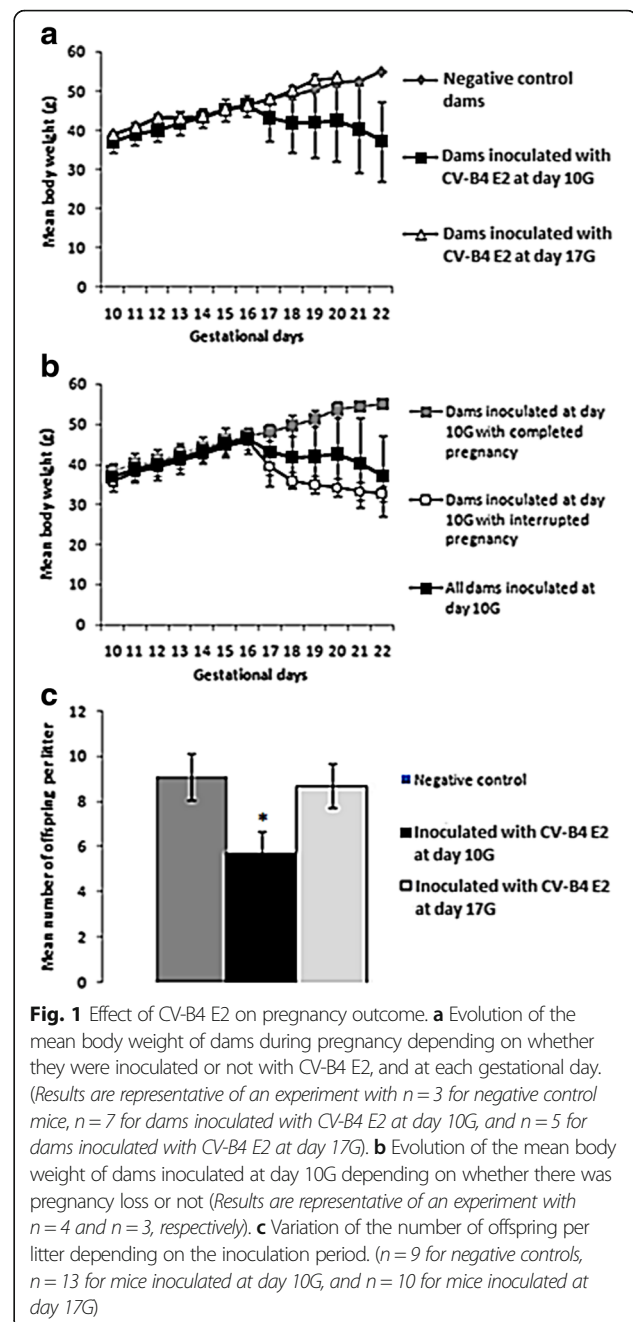 a
60
50
40
30
20
10
0
Mean body weight (g)
10 11 12 13 14 15 16 17 18 19 20 21 22
Gestational days
Negative control
dams
Dams inoculated with
CV-B4 E2 at day 10G
Dams inoculated with
CV-B4 E2 at day 17G
b
60
50
40
30
20
10
0
Mean body weight (g)
10 11 12 13 14 15 16 17 18 19 20 21 22
Gestational days
Dams inoculated at day
10G with completed
pregnancy
Dams inoculated at day
10G with interrupted
pregnancy
All dams inoculated at
day 10G
c
12
10
8
6
4
2
0
Mean number of offspring per litter
*
Negative control
Inoculated with CV-B4 E2
at day 10G
Inoculated with CV-B4 E2
at day 17G
Fig. 1 Effect of CV-B4 E2 on pregnancy outcome. a Evolution of the
mean body weight of dams during pregnancy depending on whether
they were inoculated or not with CV-B4 E2, and at each gestational day.
(Results are representative of an experiment with n = 3 for negative control
mice, n = 7 for dams inoculated with CV-B4 E2 at day 10G, and n = 5 for
dams inoculated with CV-B4 E2 at day 17G). b Evolution of the mean body
weight of dams inoculated at day 10G depending on whether there was
pregnancy loss or not (Results are representative of an experiment with
n = 4 and n = 3, respectively). c Variation of the number of offspring per
litter depending on the inoculation period. (n = 9 for negative controls,
n = 13 for mice inoculated at day 10G, and n = 10 for mice inoculated at
day 17G)